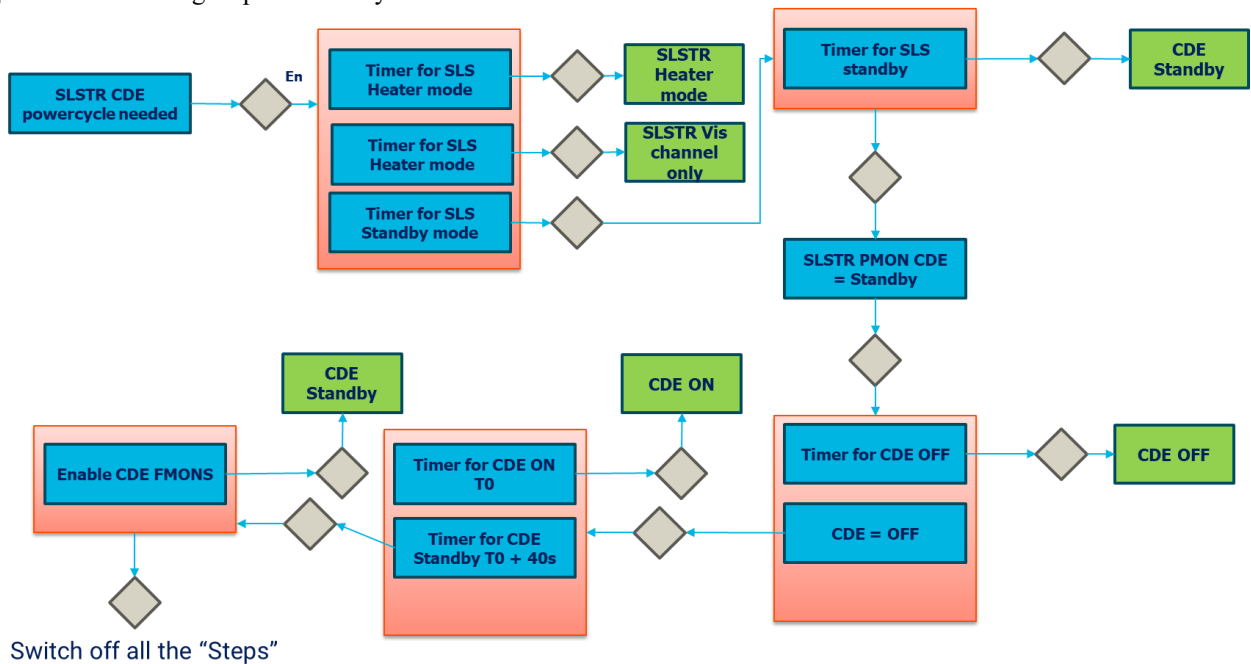 SLSTR CDE
powercycle needed
En
Timer for SLS
Heater mode
Timer for SLS
Heater mode
Timer for SLS
Standby mode
SLSTR
Heater
mode
SLSTR Vis
channel
only
Timer for SLS
standby
CDE
Standby
SLSTR PMON CDE
= Standby
Timer for CDE OFF
CDE = OFF
CDE OFF
CDE ON
Timer for CDE ON
T0
Timer for CDE
Standby T0 + 40s
CDE
Standby
Enable CDE FMONS
Switch off all the “Steps”